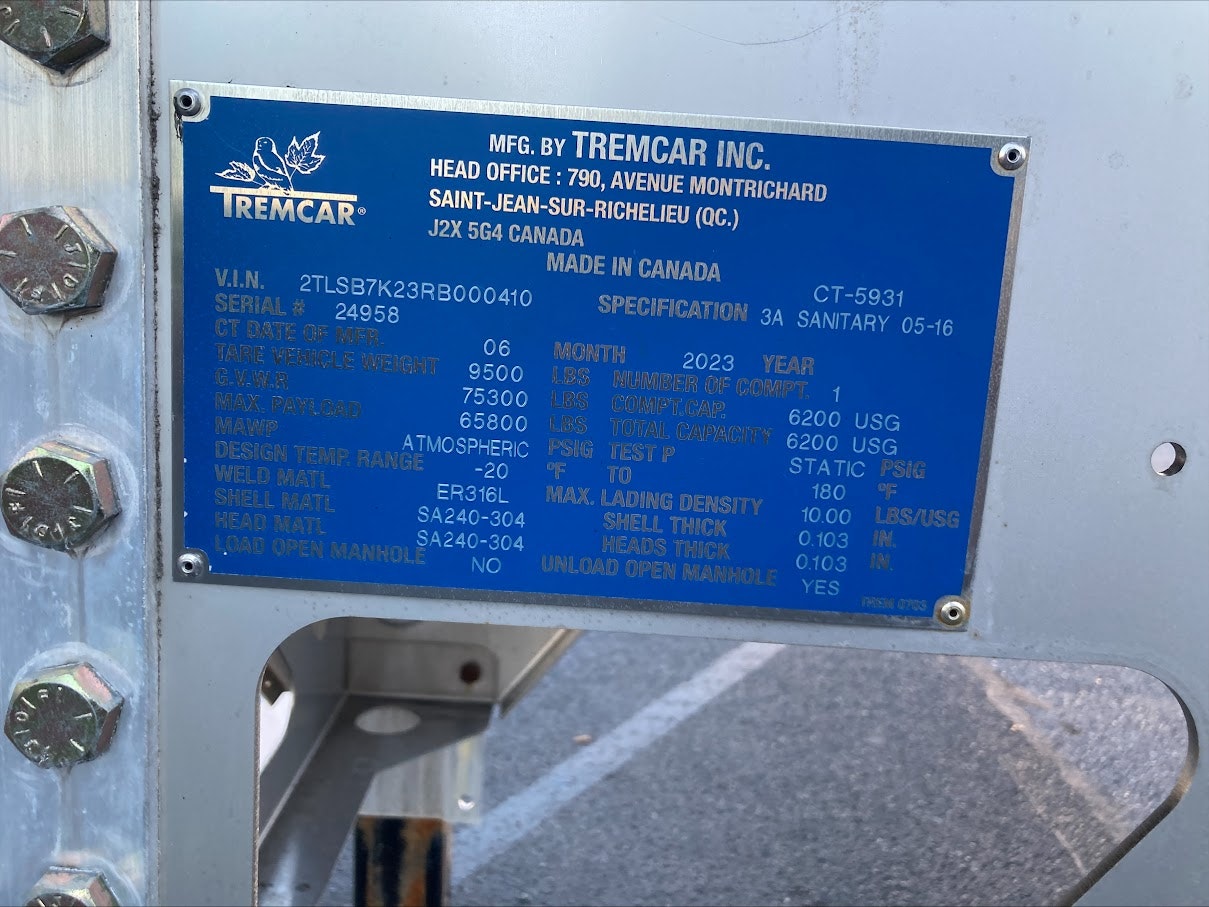 TREMCAR®
MFG. BY TREMCAR INC.
HEAD OFFICE : 790, AVENUE MONTRICHARD
SAINT-JEAN-SUR-RICHELIEU (QC.)
J2X 5G4 CANADA
MADE IN CANADA
V.I.N. 2TLSB7K23RB000410 CT-5931
SERIAL # 24958 SPECIFICATION 3A SANITARY 05-16
CT DATE OF MFR. 06 MONTH 2023 YEAR
TARE VEHICLE WEIGHT 9500 LBS NUMBER OF COMPT. 1
G.V.W.R 75300 LBS COMPT.CAP. 6200 USG
MAX. PAYLOAD 65800 LBS TOTAL CAPACITY 6200 USG
MAWP ATMOSPHERIC PSIG TEST P STATIC PSIG
DESIGN TEMP. RANGE -20 °F TO 180 °F
WELD MATL ER316L MAX. LADING DENSITY 10.00 LBS/USG
SHELL MATL SA240-304 SHELL THICK 0.103 IN.
HEAD MATL SA240-304 HEADS THICK 0.103 IN.
LOAD OPEN MANHOLE NO UNLOAD OPEN MANHOLE YES
TREM 0703